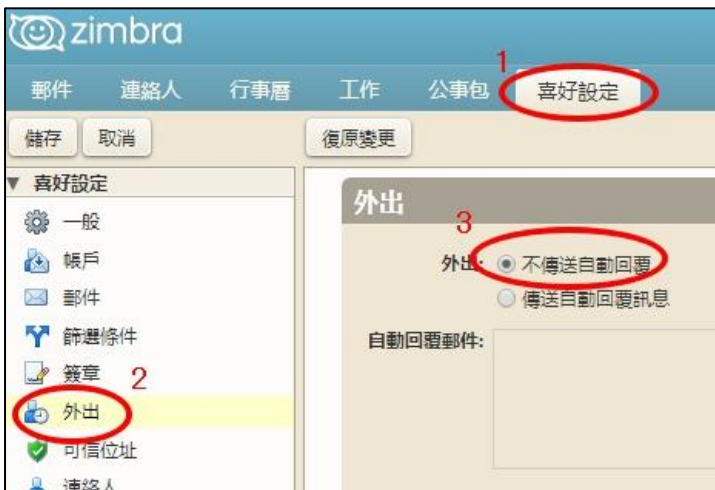 zimbra
1
郵件 連絡人 行事曆 工作 公事包 喜好設定
儲存 取消 復原變更
喜好設定
一般
帳戶
郵件
篩選條件
簽章
2
外出
可信位址
連絡人
外出
3
外出: 不傳送自動回覆
傳送自動回覆訊息
自動回覆郵件: